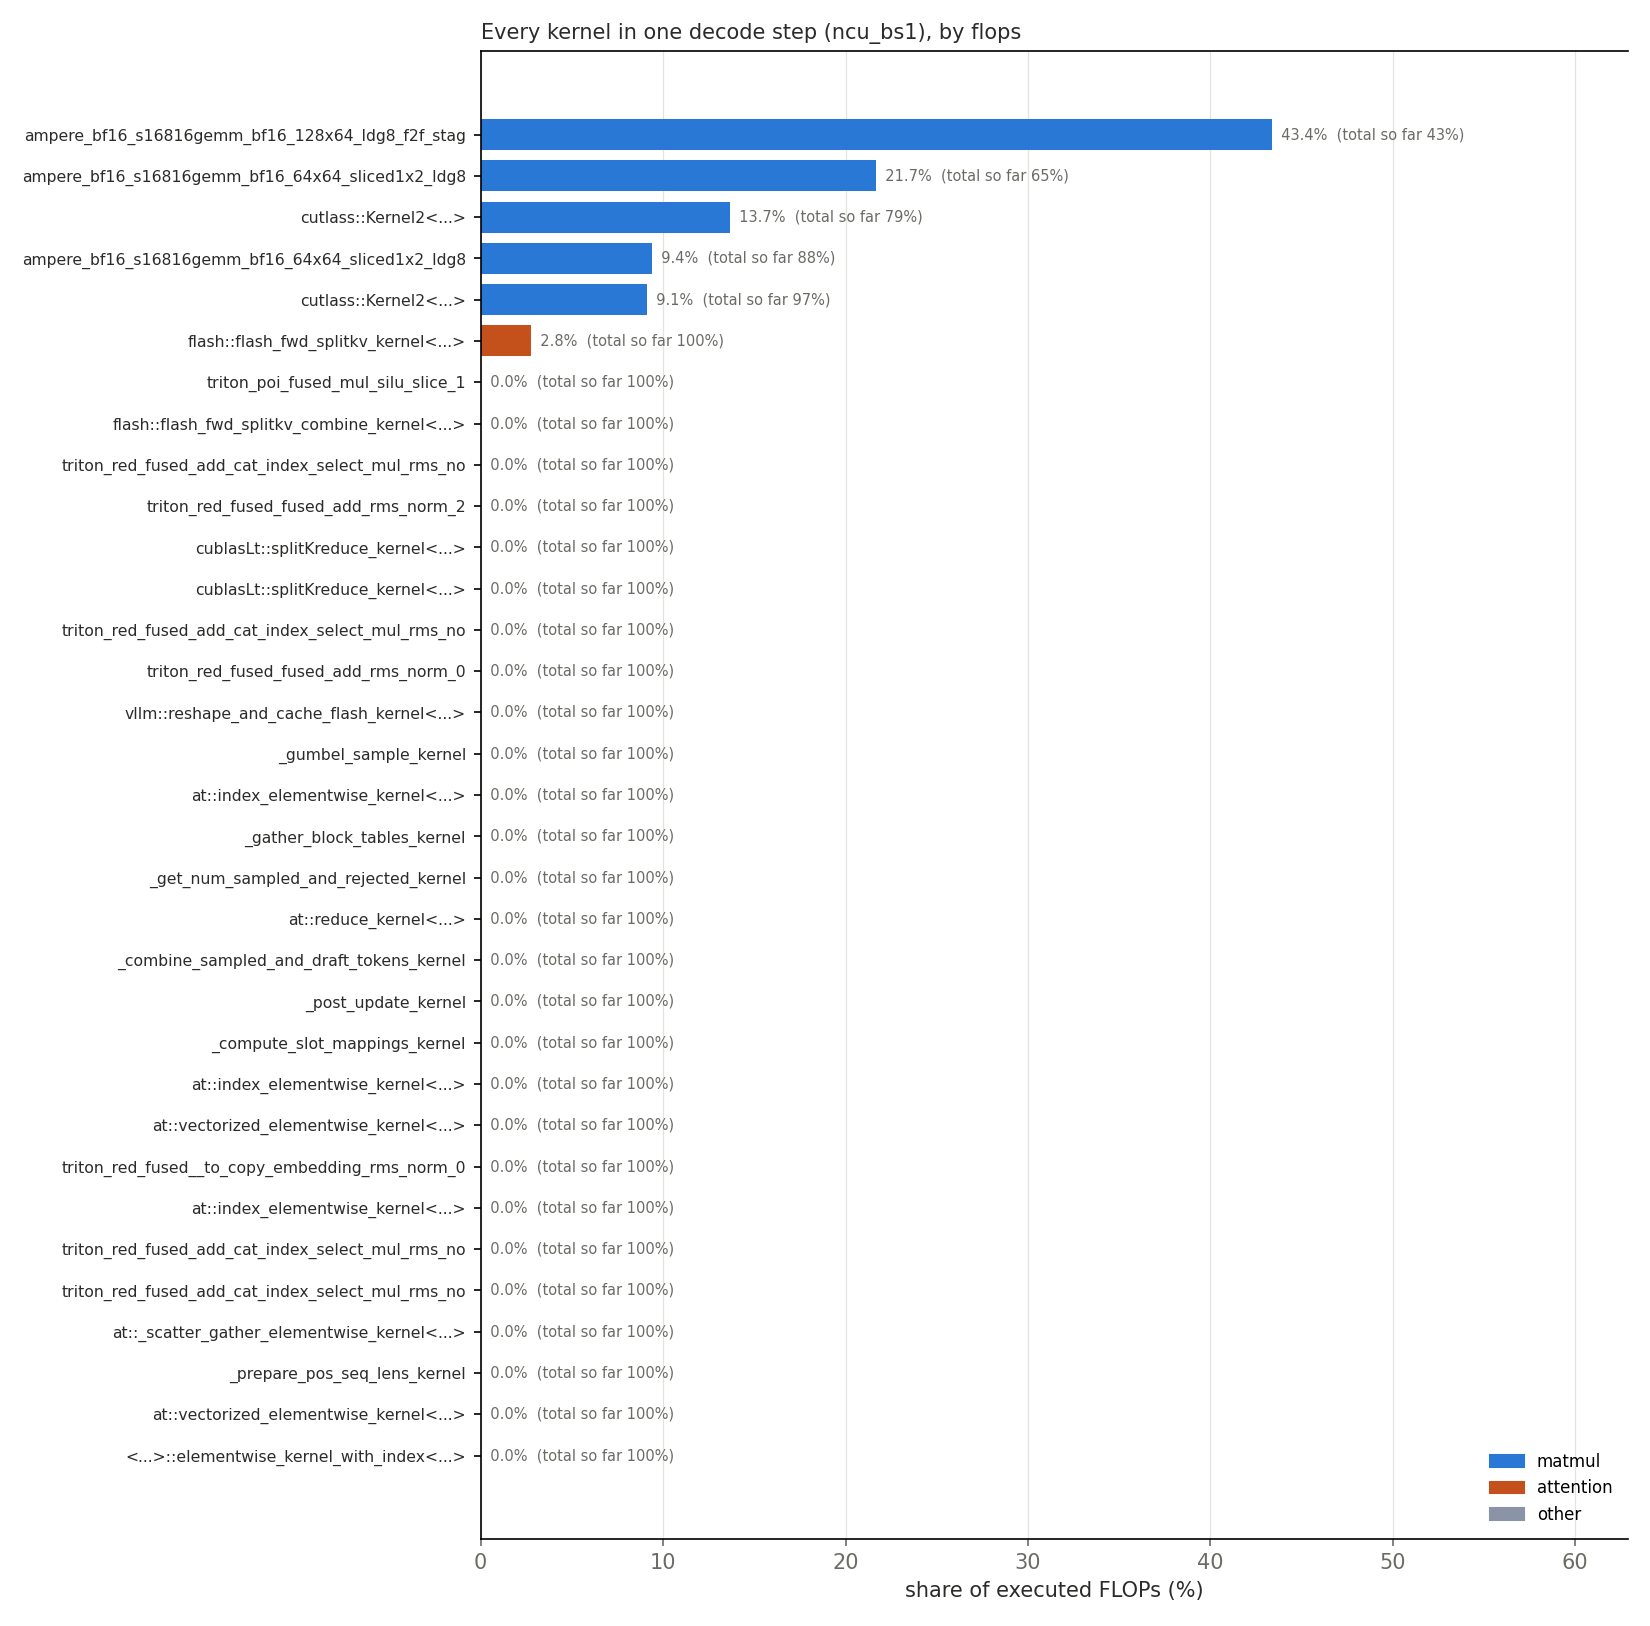 Every kernel in one decode step (ncu_bs1), by flops
ampere_bf16_s16816gemm_bf16_128x64_ldg8_f2f_stag 43.4% (total so far 43%)
ampere_bf16_s16816gemm_bf16_64x64_sliced1x2_ldg8 21.7% (total so far 65%)
cutlass::Kernel2<...> 13.7% (total so far 79%)
ampere_bf16_s16816gemm_bf16_64x64_sliced1x2_ldg8 9.4% (total so far 88%)
cutlass::Kernel2<...> 9.1% (total so far 97%)
flash::flash_fwd_splitkv_kernel<...> 2.8% (total so far 100%)
triton_poi_fused_mul_silu_slice_1 0.0% (total so far 100%)
flash::flash_fwd_splitkv_combine_kernel<...> 0.0% (total so far 100%)
triton_red_fused_add_cat_index_select_mul_rms_no 0.0% (total so far 100%)
triton_red_fused_fused_add_rms_norm_2 0.0% (total so far 100%)
cublasLt::splitKreduce_kernel<...> 0.0% (total so far 100%)
cublasLt::splitKreduce_kernel<...> 0.0% (total so far 100%)
triton_red_fused_add_cat_index_select_mul_rms_no 0.0% (total so far 100%)
triton_red_fused_fused_add_rms_norm_0 0.0% (total so far 100%)
vllm::reshape_and_cache_flash_kernel<...> 0.0% (total so far 100%)
_gumbel_sample_kernel 0.0% (total so far 100%)
at::index_elementwise_kernel<...> 0.0% (total so far 100%)
_gather_block_tables_kernel 0.0% (total so far 100%)
_get_num_sampled_and_rejected_kernel 0.0% (total so far 100%)
at::reduce_kernel<...> 0.0% (total so far 100%)
_combine_sampled_and_draft_tokens_kernel 0.0% (total so far 100%)
_post_update_kernel 0.0% (total so far 100%)
_compute_slot_mappings_kernel 0.0% (total so far 100%)
at::index_elementwise_kernel<...> 0.0% (total so far 100%)
at::vectorized_elementwise_kernel<...> 0.0% (total so far 100%)
triton_red_fused__to_copy_embedding_rms_norm_0 0.0% (total so far 100%)
at::index_elementwise_kernel<...> 0.0% (total so far 100%)
triton_red_fused_add_cat_index_select_mul_rms_no 0.0% (total so far 100%)
triton_red_fused_add_cat_index_select_mul_rms_no 0.0% (total so far 100%)
at::_scatter_gather_elementwise_kernel<...> 0.0% (total so far 100%)
_prepare_pos_seq_lens_kernel 0.0% (total so far 100%)
at::vectorized_elementwise_kernel<...> 0.0% (total so far 100%)
<...>::elementwise_kernel_with_index<...> 0.0% (total so far 100%)
matmul
attention
other
0 10 20 30 40 50 60
share of executed FLOPs (%)